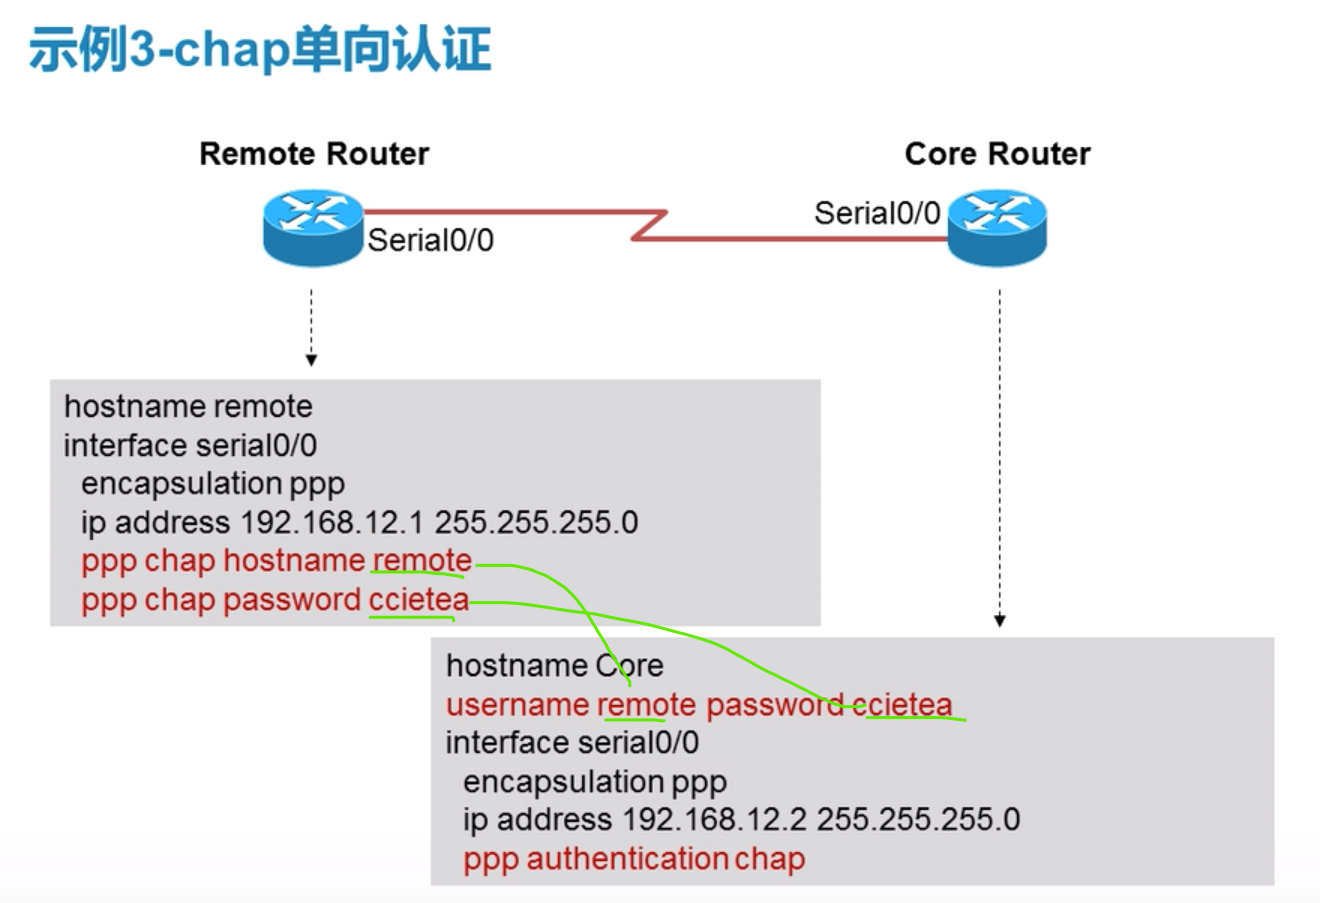 示例3-chap单向认证
Remote Router
Core Router
Serial0/0
Serial0/0
hostname remote
interface serial0/0
encapsulation ppp
ip address 192.168.12.1 255.255.255.0
ppp chap hostname remote
ppp chap password ccietea
hostname Core
username remote password ccietea
interface serial0/0
encapsulation ppp
ip address 192.168.12.2 255.255.255.0
ppp authentication chap